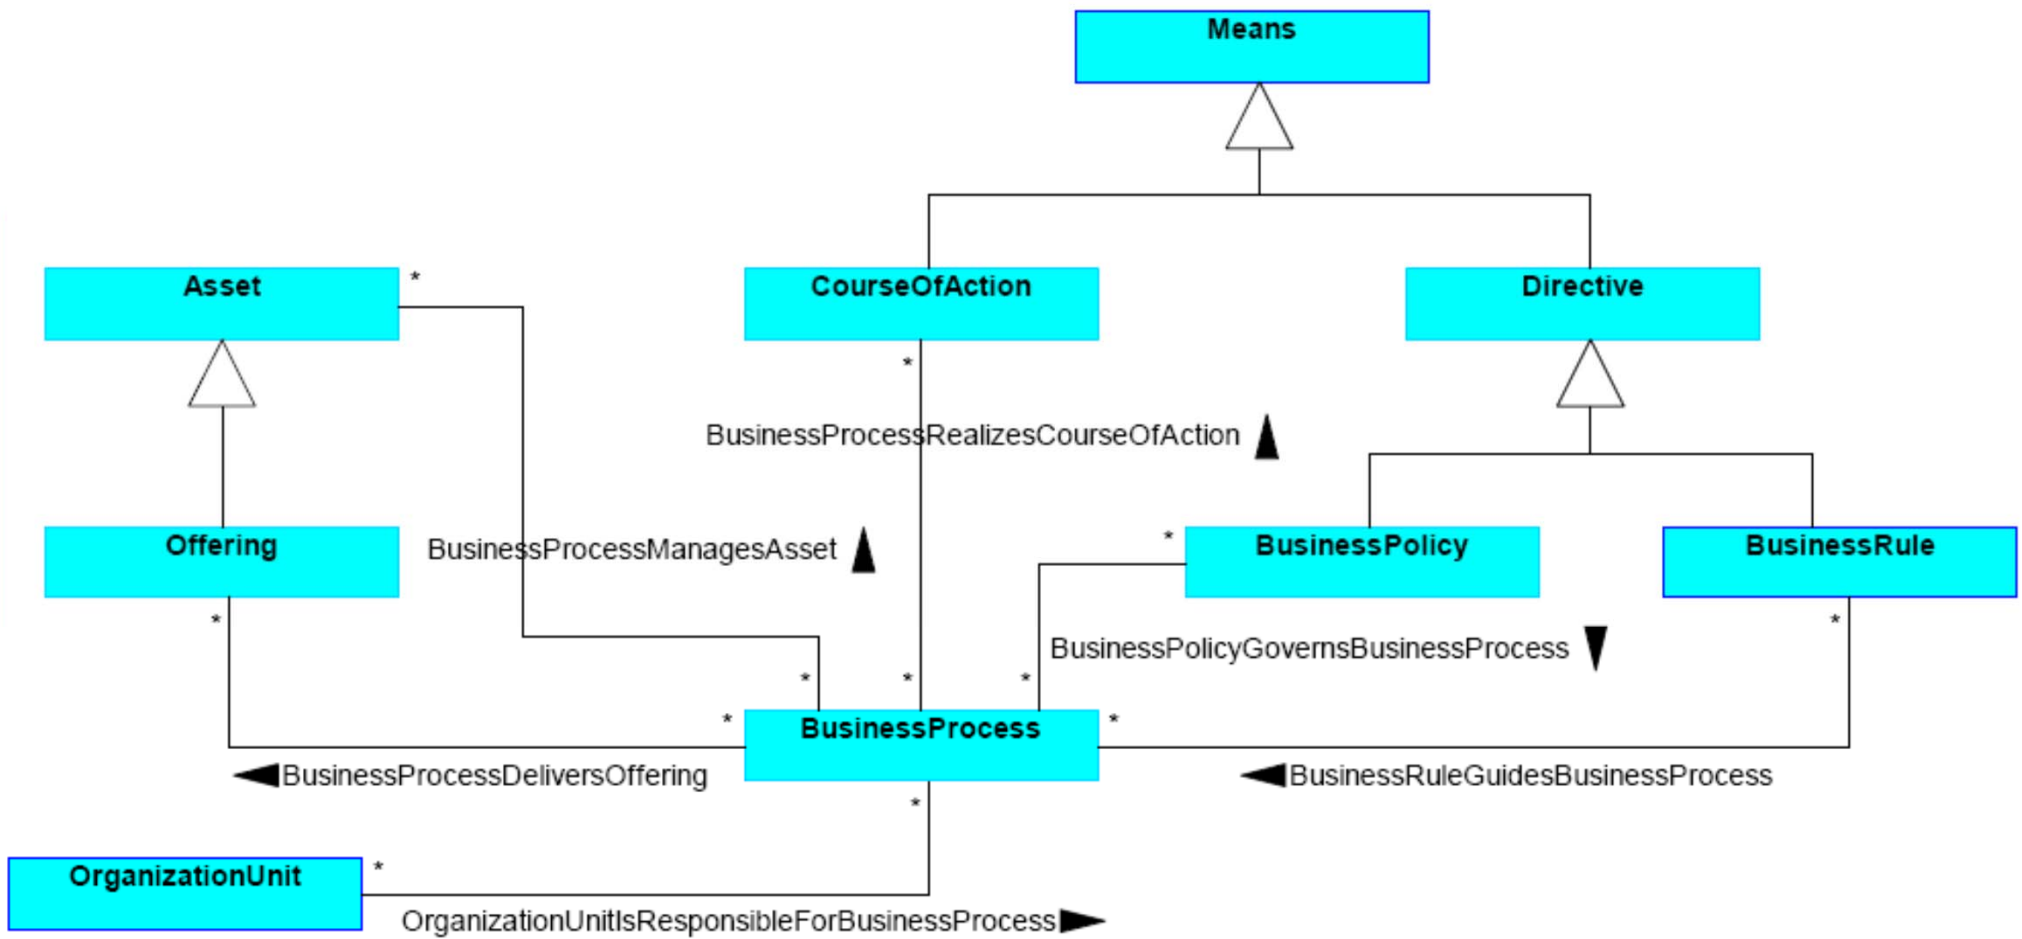 Means
Asset
*
CourseOfAction
Directive
*
BusinessProcessRealizesCourseOfAction
Offering
BusinessProcessManagesAsset
*
BusinessPolicy
BusinessRule
*
*
BusinessPolicyGovernsBusinessProcess
*
*
*
*
BusinessProcess
*
BusinessProcessDeliversOffering
BusinessRuleGuidesBusinessProcess
*
OrganizationUnit
*
OrganizationUnitIsResponsibleForBusinessProcess